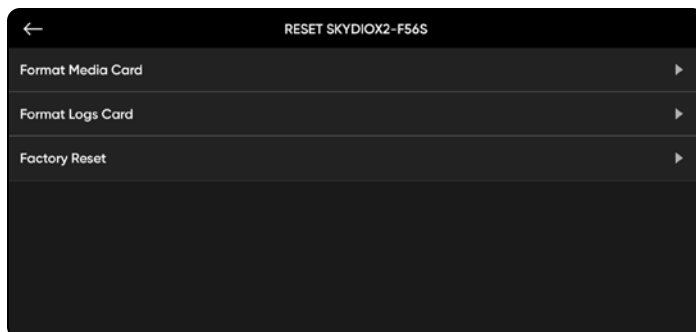 RESET SKYDIOX2-F56S
Format Media Card
Format Logs Card
Factory Reset